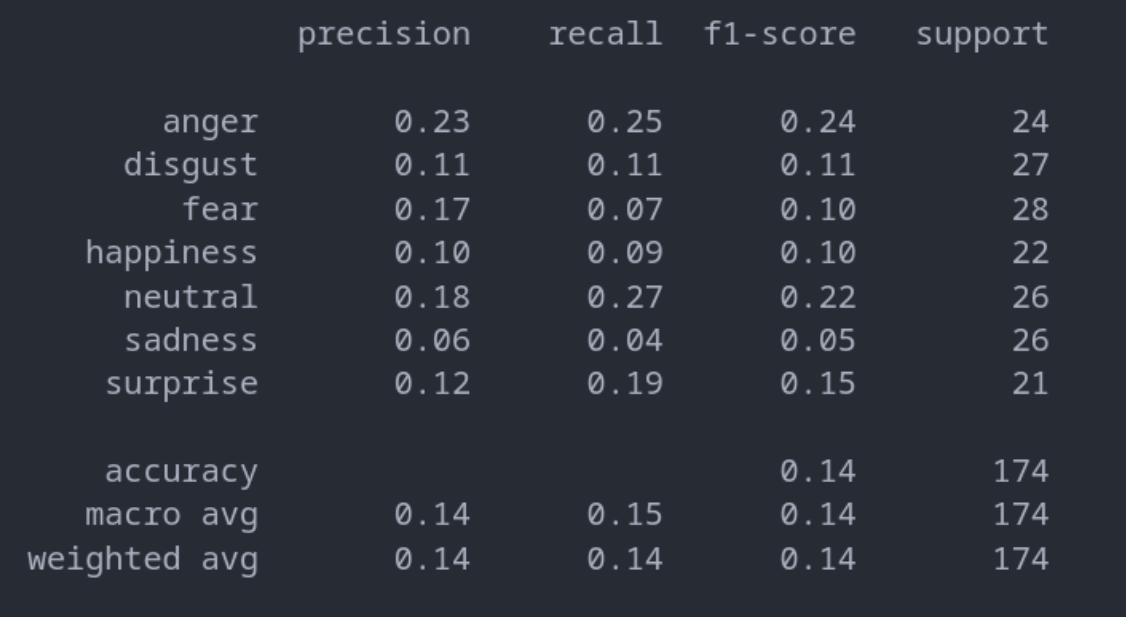 precision recall f1-score support
anger 0.23 0.25 0.24 24
disgust 0.11 0.11 0.11 27
fear 0.17 0.07 0.10 28
happiness 0.10 0.09 0.10 22
neutral 0.18 0.27 0.22 26
sadness 0.06 0.04 0.05 26
surprise 0.12 0.19 0.15 21
accuracy 0.14 174
macro avg 0.14 0.15 0.14 174
weighted avg 0.14 0.14 0.14 174